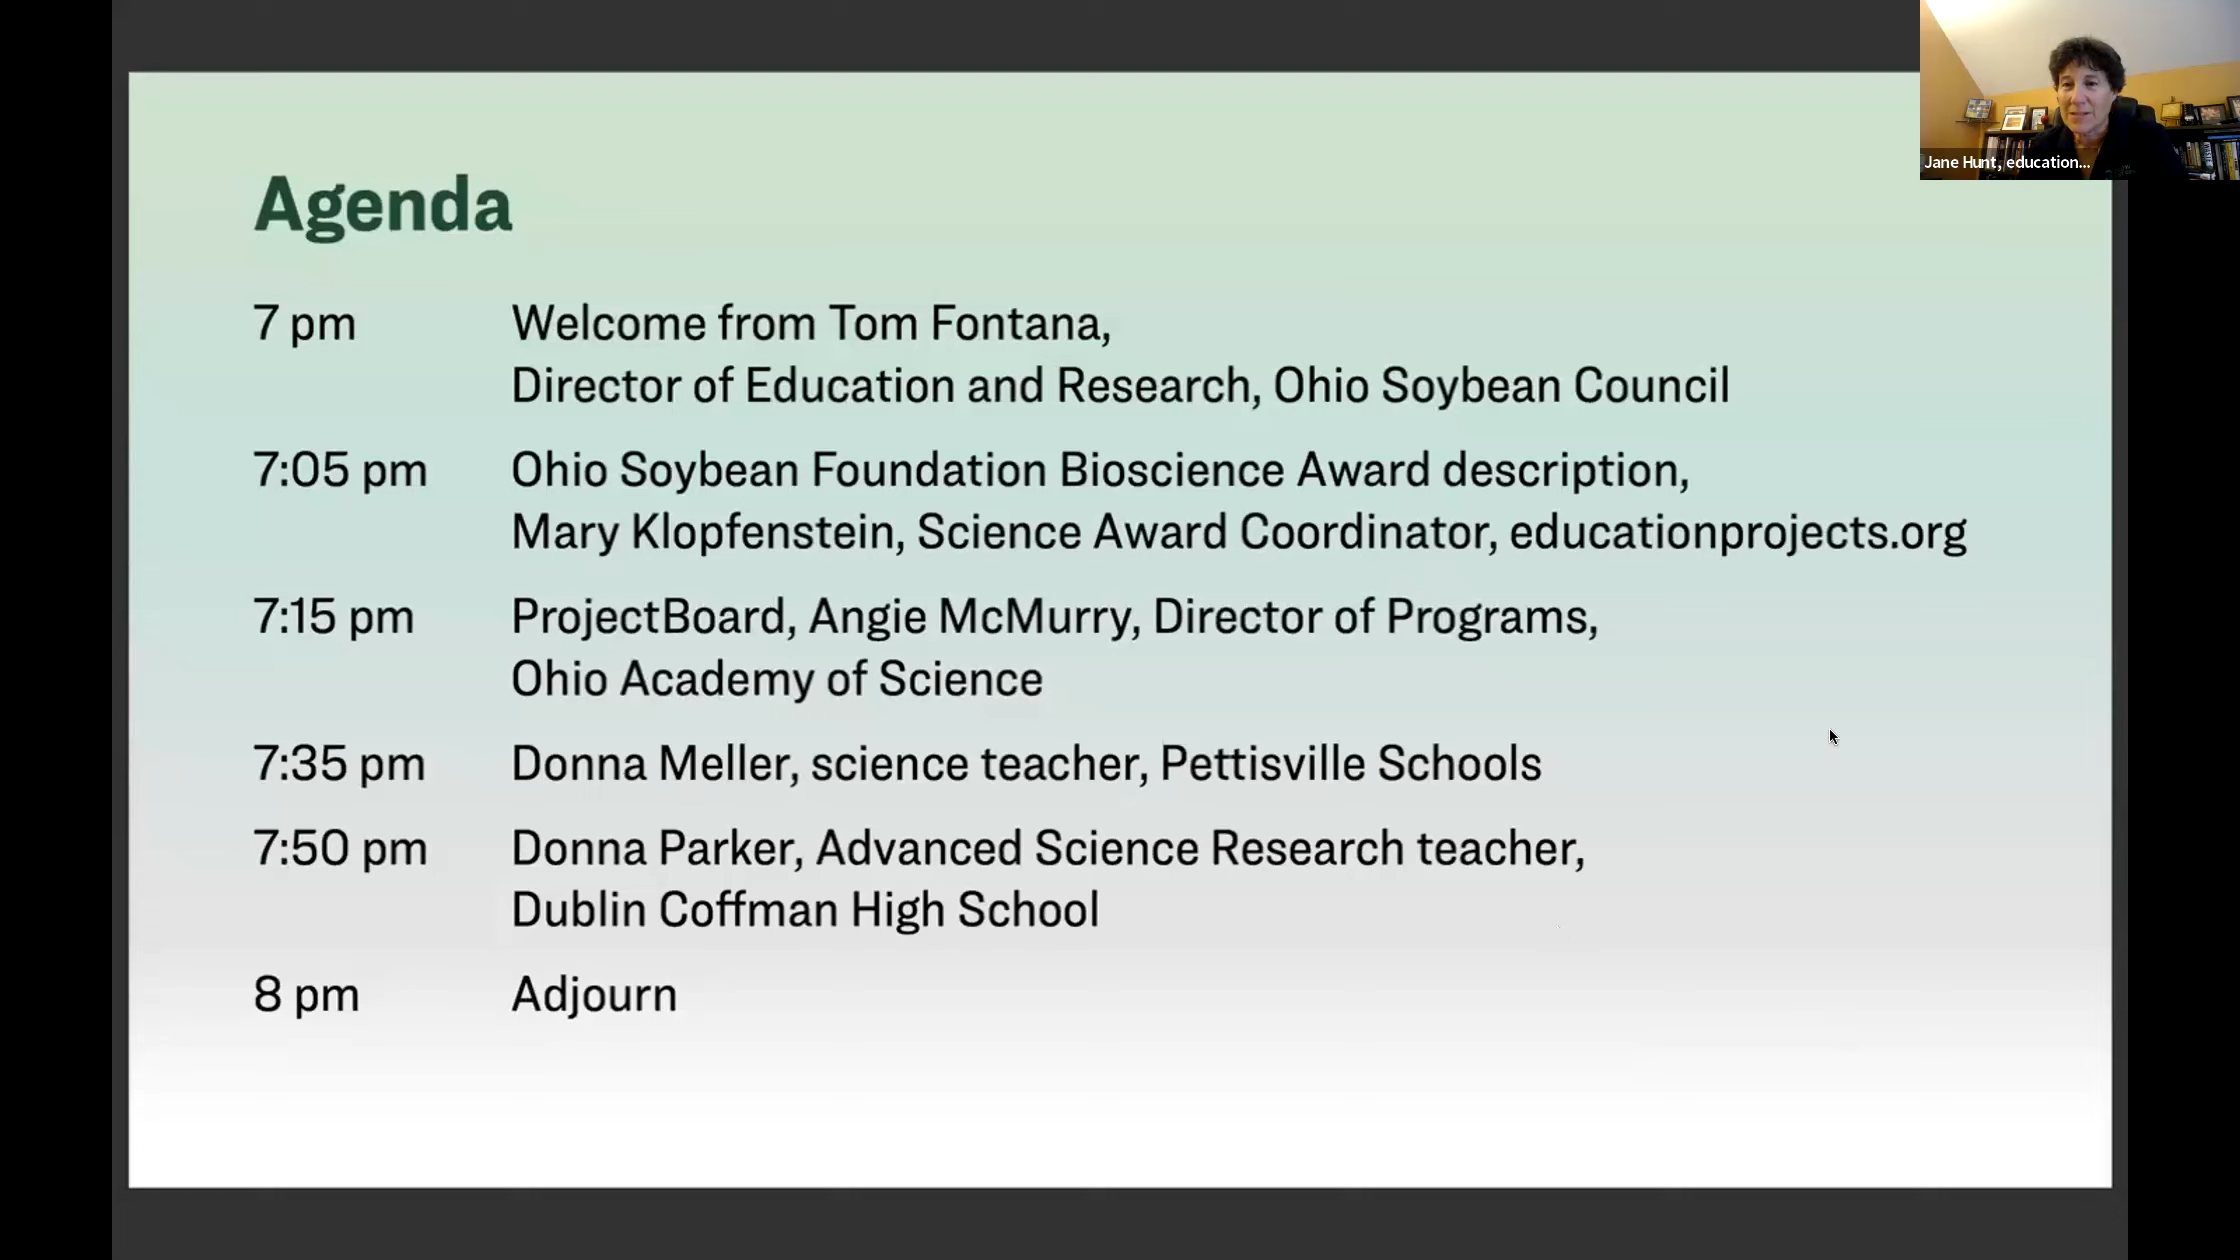 Agenda
7 pm Welcome from Tom Fontana,
Director of Education and Research, Ohio Soybean Council
7:05 pm Ohio Soybean Foundation Bioscience Award description,
Mary Klopfenstein, Science Award Coordinator, educationprojects.org
7:15 pm ProjectBoard, Angie McMurry, Director of Programs,
Ohio Academy of Science
7:35 pm Donna Meller, science teacher, Pettisville Schools
7:50 pm Donna Parker, Advanced Science Research teacher,
Dublin Coffman High School
8 pm Adjourn
Jane Hunt, education...